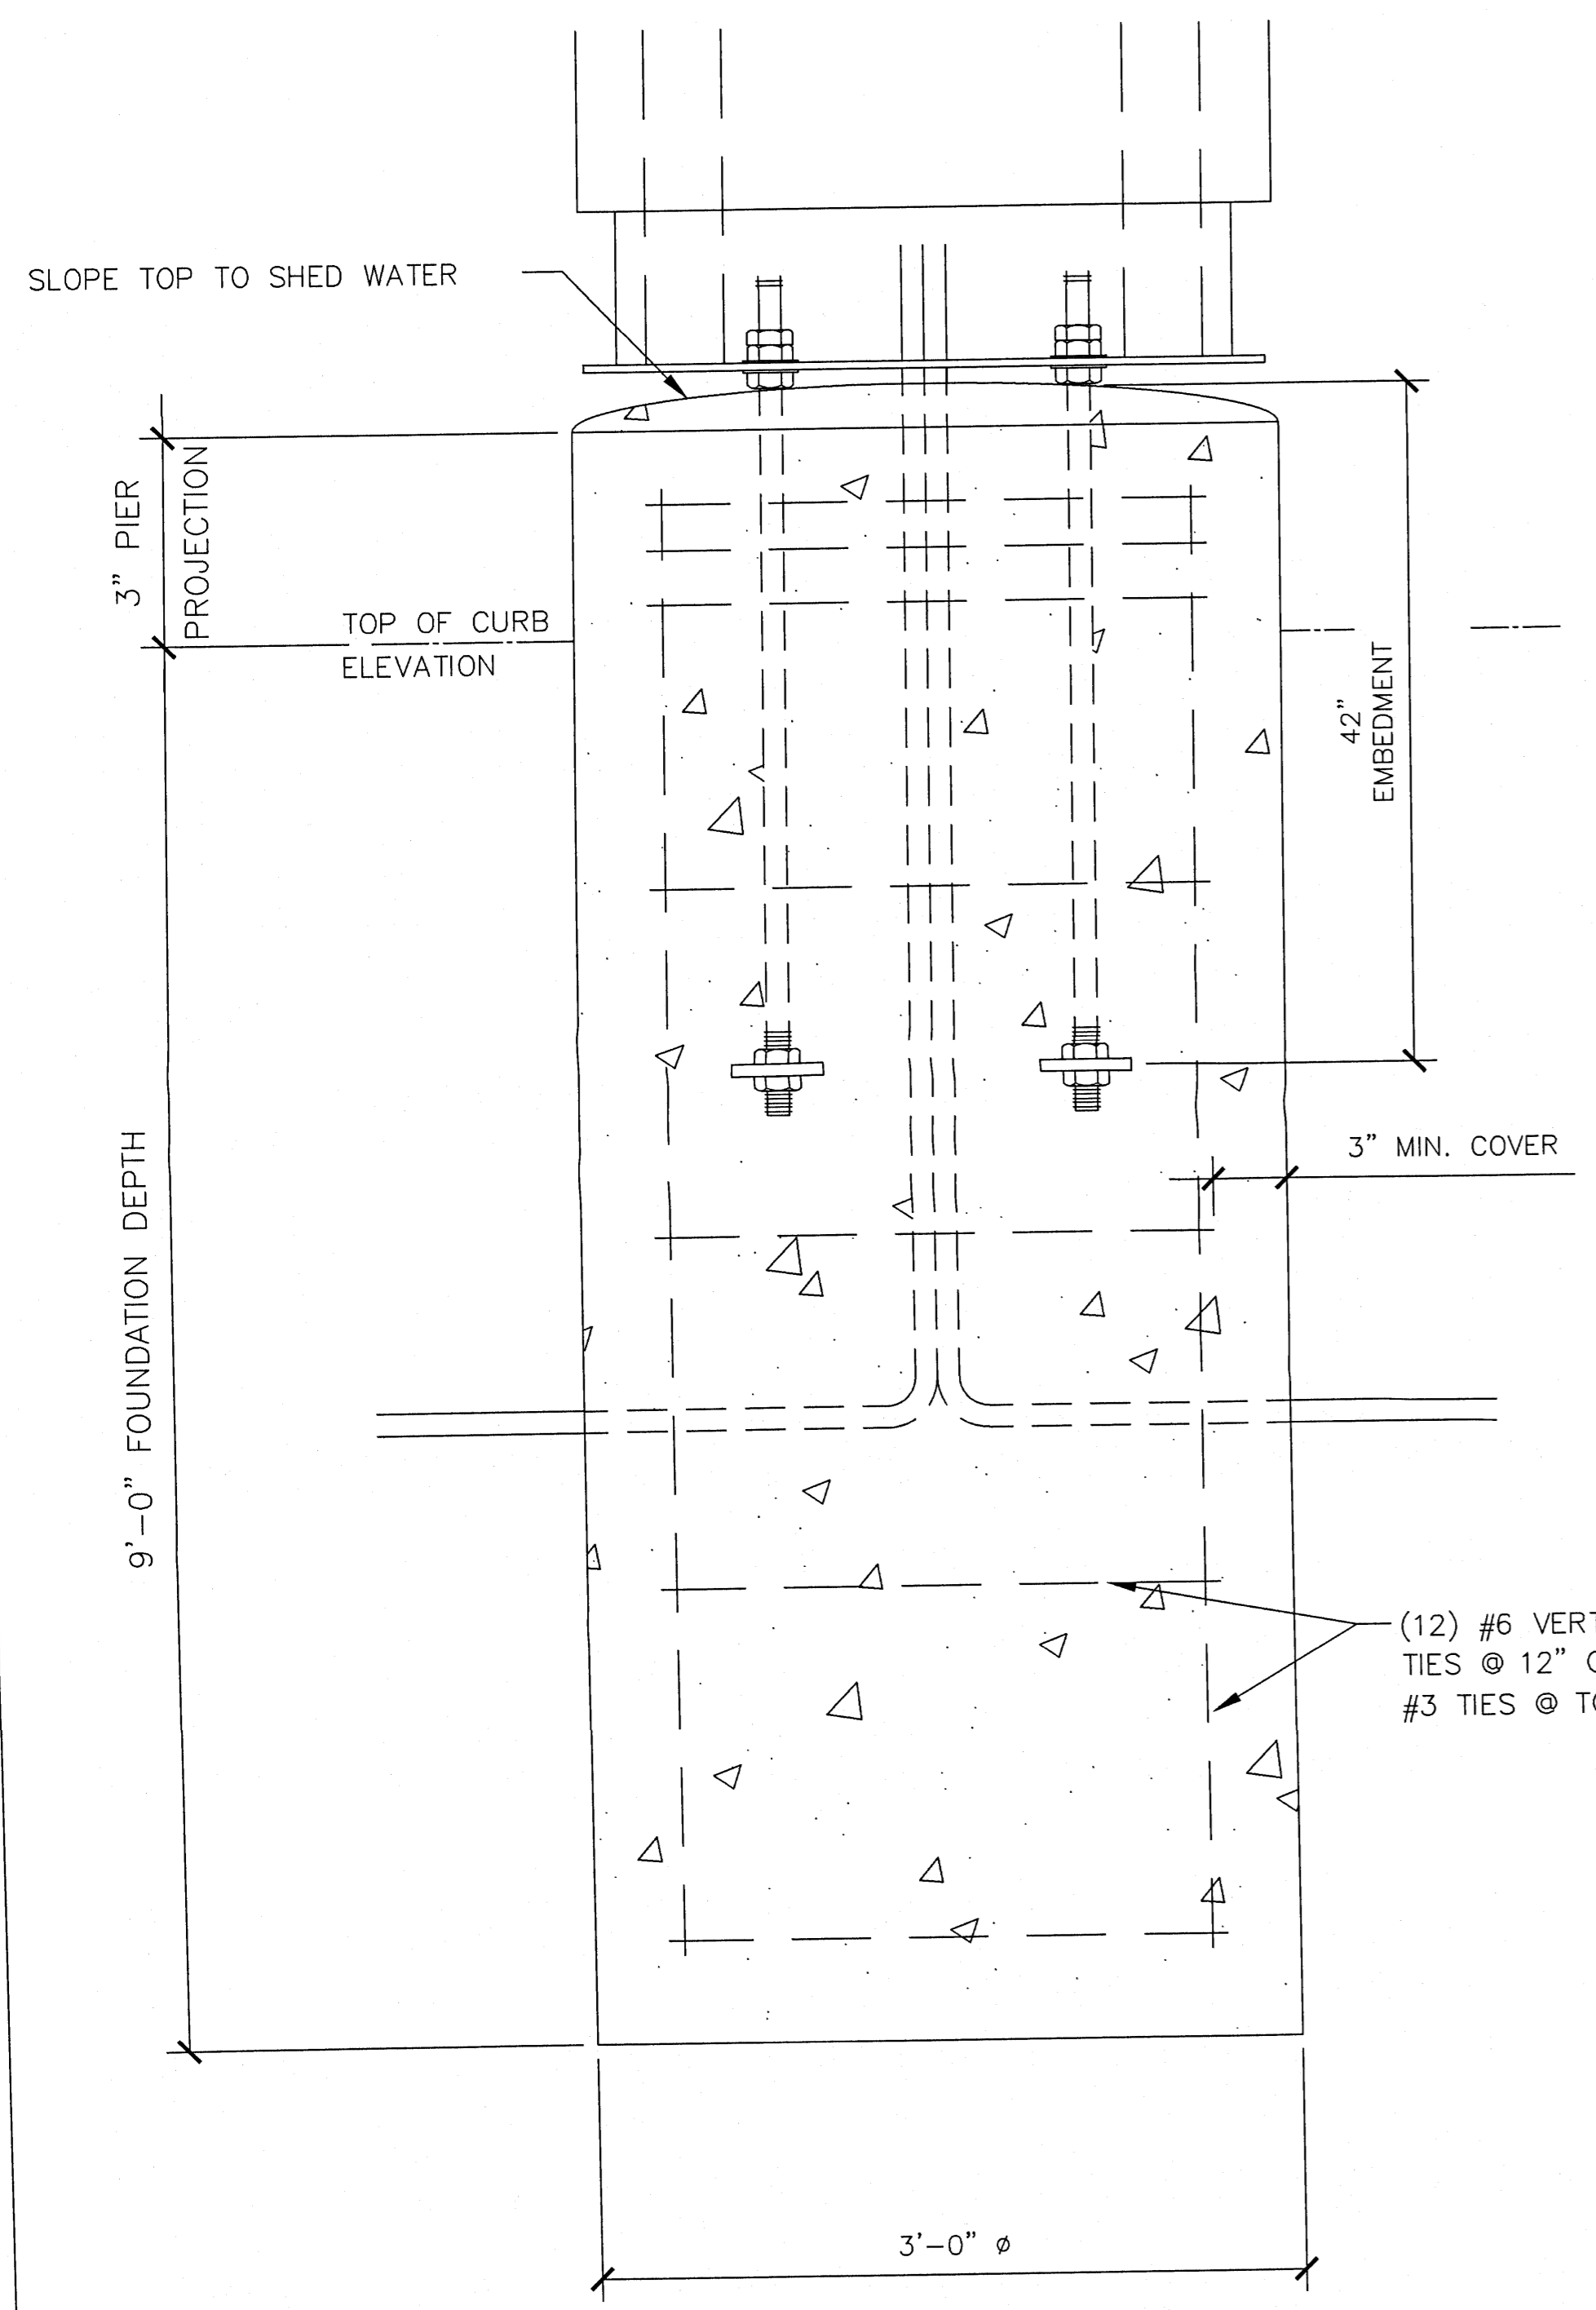 SLOPE TOP TO SHED WATER
3" PIER
PROJECTION
TOP OF CURB
ELEVATION
42"
EMBEDMENT
3" MIN. COVER
9'-0" FOUNDATION DEPTH
(12) #6 VERT
TIES @ 12"
#3 TIES @
3'-0" ø